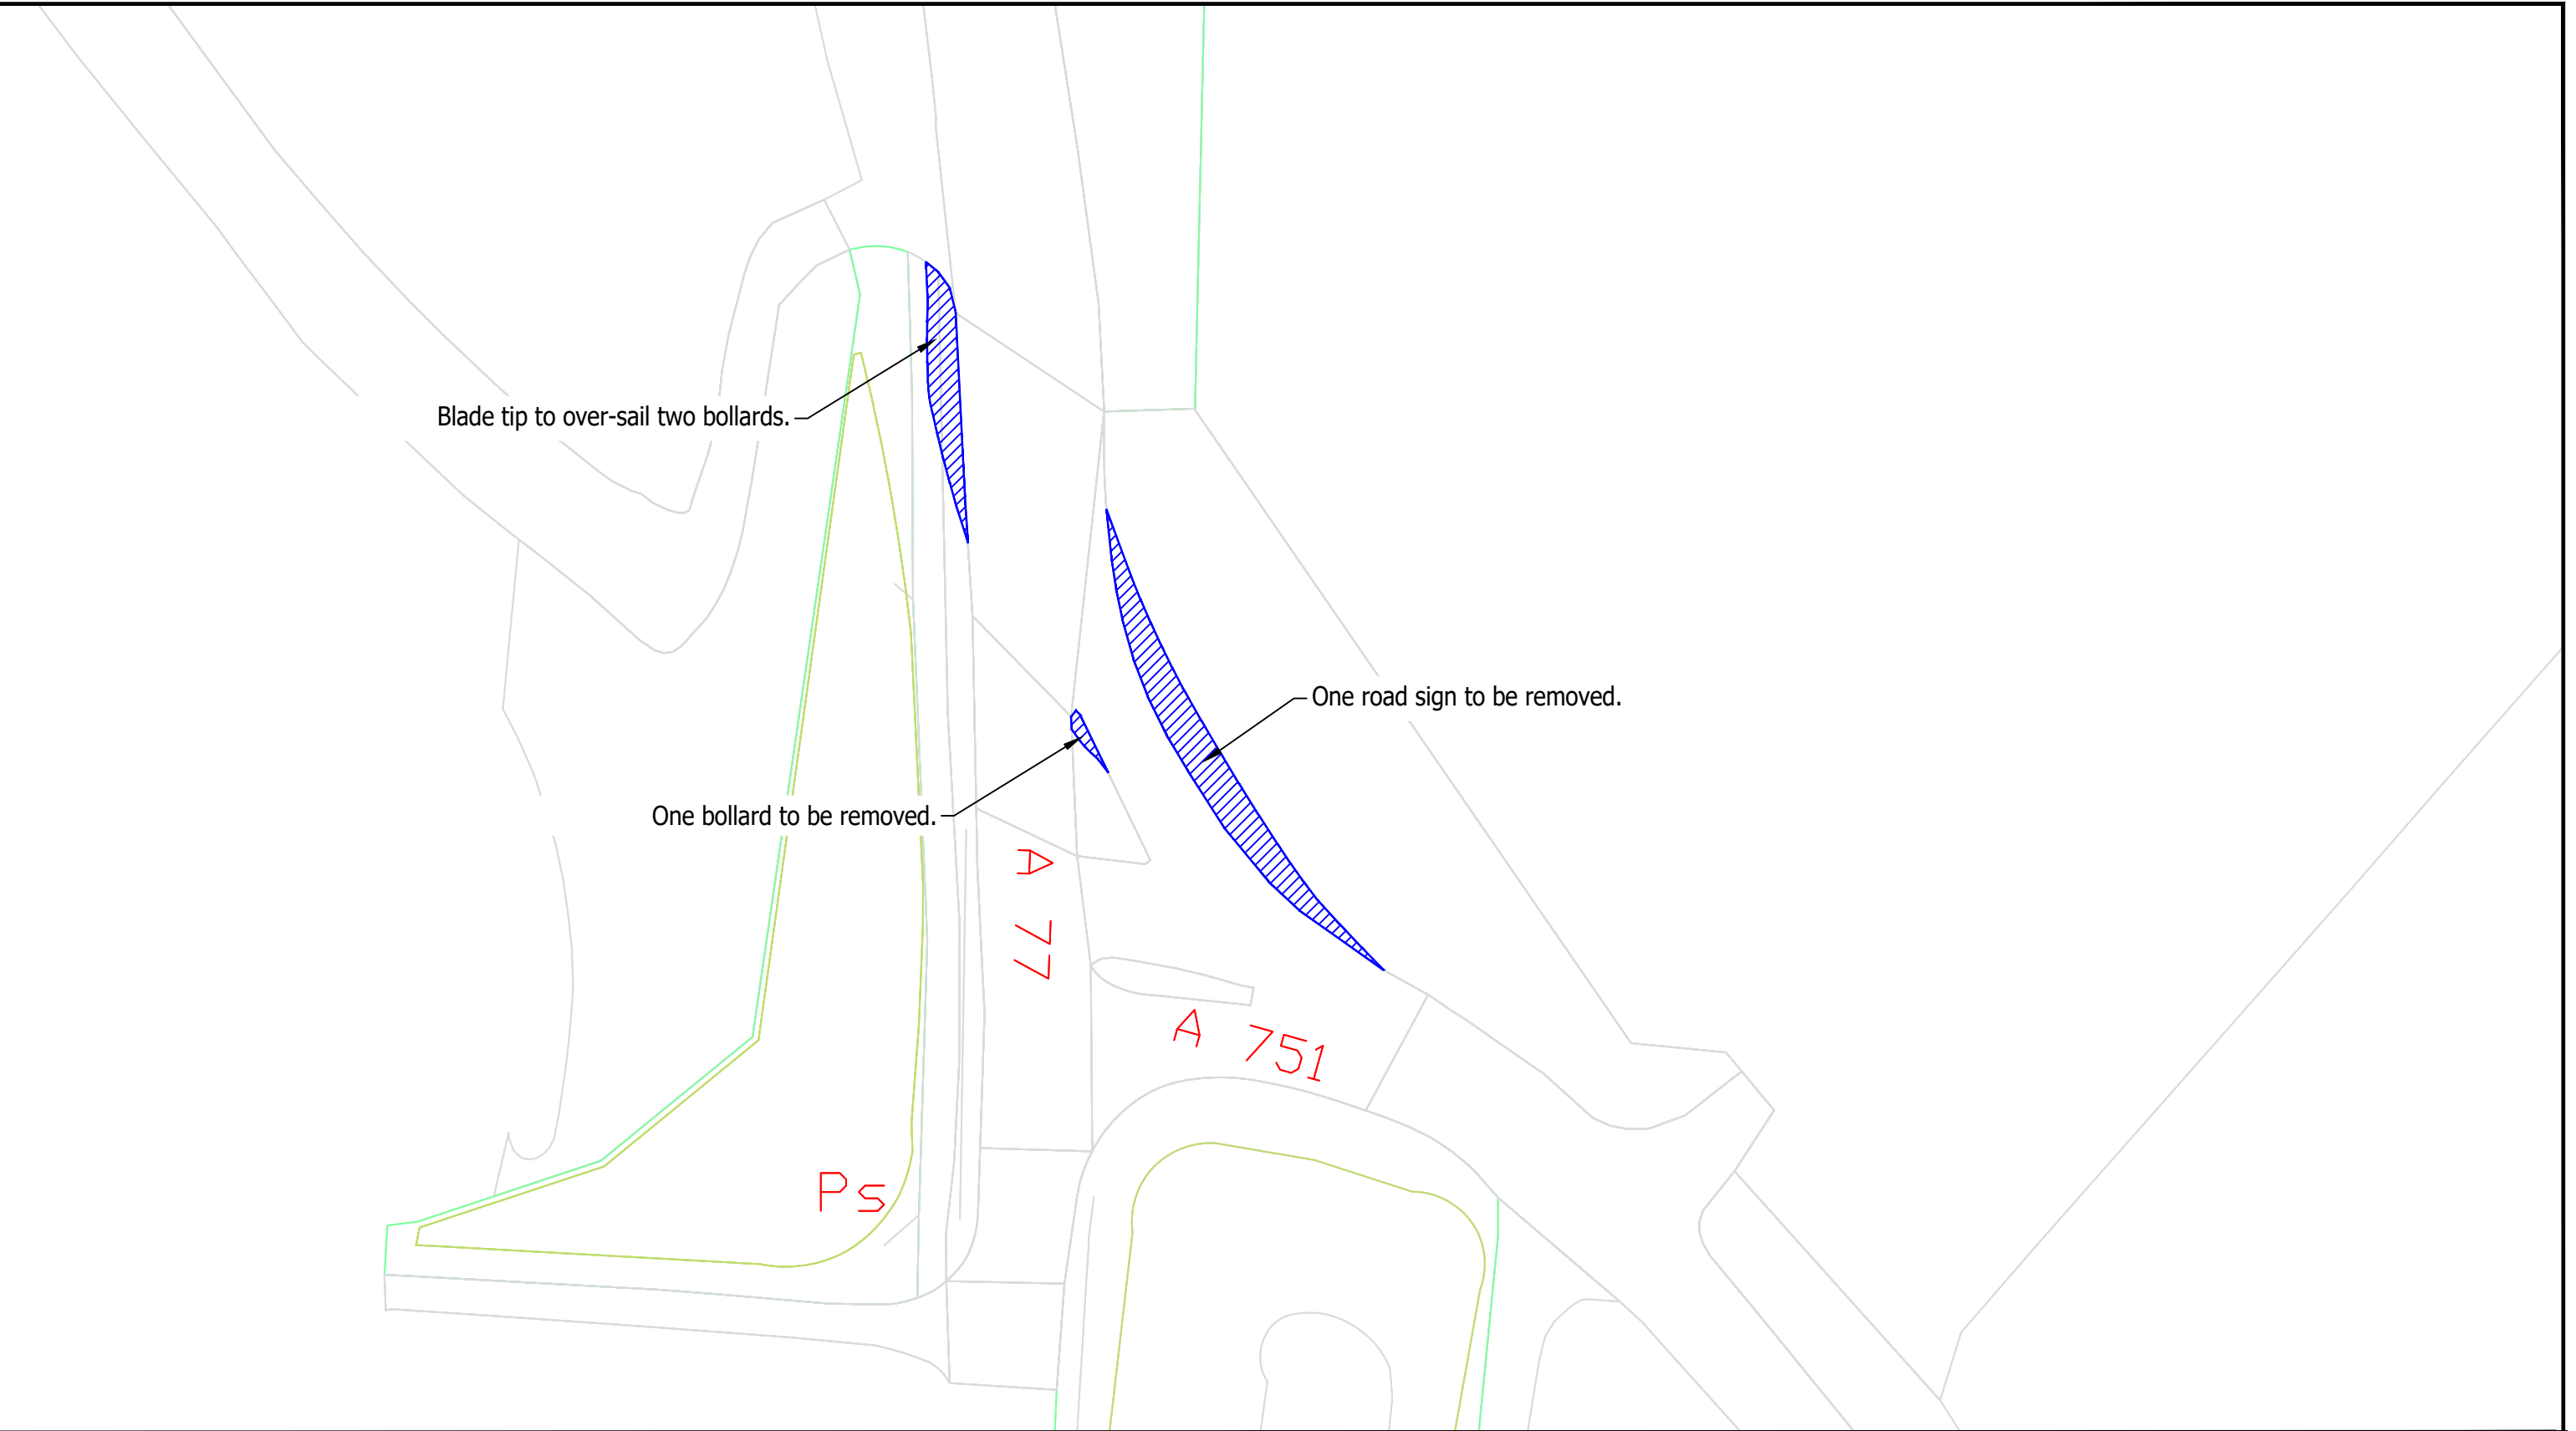 Blade tip to over-sail two bollards.
One road sign to be removed.
One bollard to be removed.
A 77
A 751
Ps